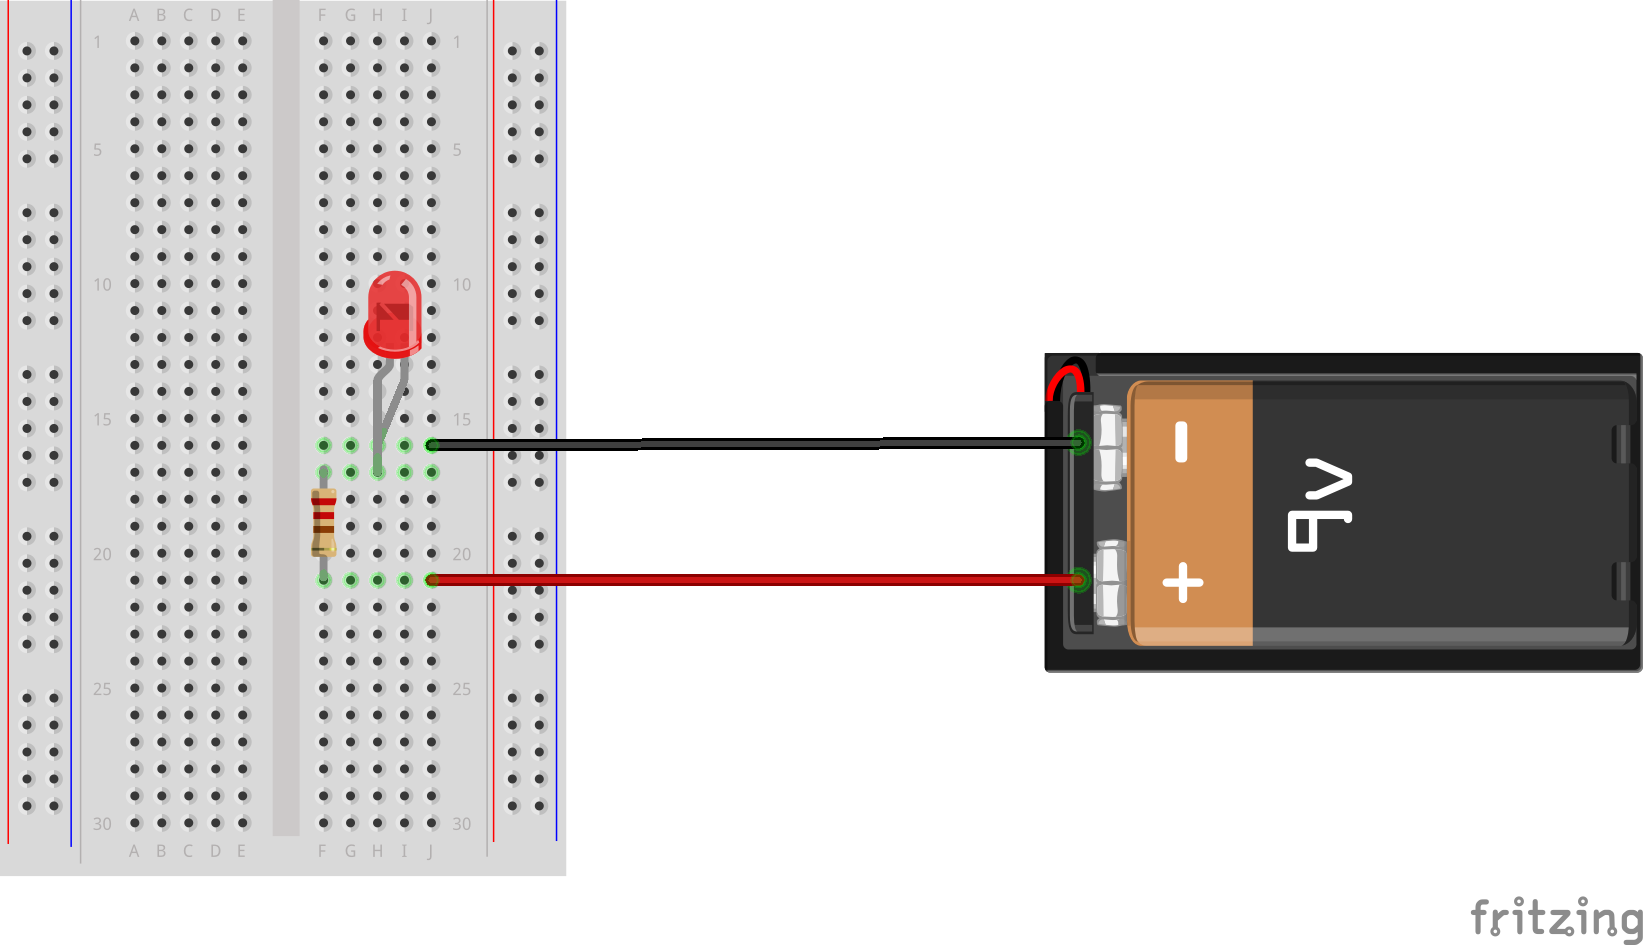 A B C D E F G H I J
1 1
5 5
10 10
15 15
20 20
25 25
30 30
A B C D E F G H I J
-
+
9V
fritzing